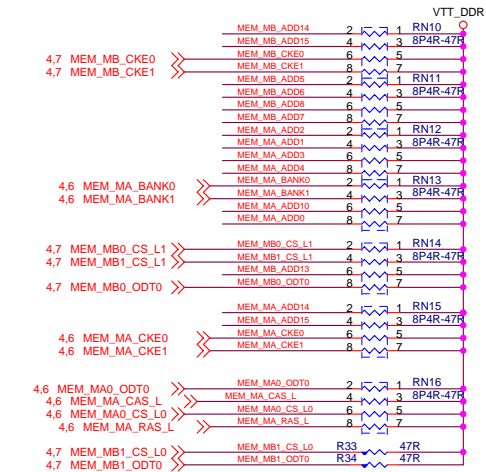 VTT_DDR
MEM_MB_ADD14 2 1 RN10
MEM_MB_ADD15 4 3 8P4R-47R
4,7 MEM_MB_CKE0 MEM_MB_CKE0 6 5
4,7 MEM_MB_CKE1 MEM_MB_CKE1 8 7
MEM_MB_ADD5 2 1 RN11
MEM_MB_ADD6 4 3 8P4R-47R
MEM_MB_ADD8 6 5
MEM_MB_ADD7 8 7
MEM_MA_ADD2 2 1 RN12
MEM_MA_ADD1 4 3 8P4R-47R
MEM_MA_ADD3 6 5
MEM_MA_ADD4 8 7
4,6 MEM_MA_BANK0 MEM_MA_BANK0 2 1 RN13
4,6 MEM_MA_BANK1 MEM_MA_BANK1 4 3 8P4R-47R
MEM_MA_ADD10 6 5
MEM_MA_ADD0 8 7
4,7 MEM_MB0_CS_L1 MEM_MB0_CS_L1 2 1 RN14
4,7 MEM_MB1_CS_L1 MEM_MB1_CS_L1 4 3 8P4R-47R
MEM_MB_ADD13 6 5
4,7 MEM_MB0_ODT0 MEM_MB0_ODT0 8 7
MEM_MA_ADD14 2 1 RN15
MEM_MA_ADD15 4 3 8P4R-47R
4,6 MEM_MA_CKE0 MEM_MA_CKE0 6 5
4,6 MEM_MA_CKE1 MEM_MA_CKE1 8 7
4,6 MEM_MA0_ODT0 MEM_MA0_ODT0 2 1 RN16
4,6 MEM_MA_CAS_L MEM_MA_CAS_L 4 3 8P4R-47R
4,6 MEM_MA0_CS_L0 MEM_MA0_CS_L0 6 5
4,6 MEM_MA_RAS_L MEM_MA_RAS_L 8 7
4,7 MEM_MB1_CS_L0 MEM_MB1_CS_L0 R33 47R
4,7 MEM_MB1_ODT0 MEM_MB1_ODT0 R34 47R